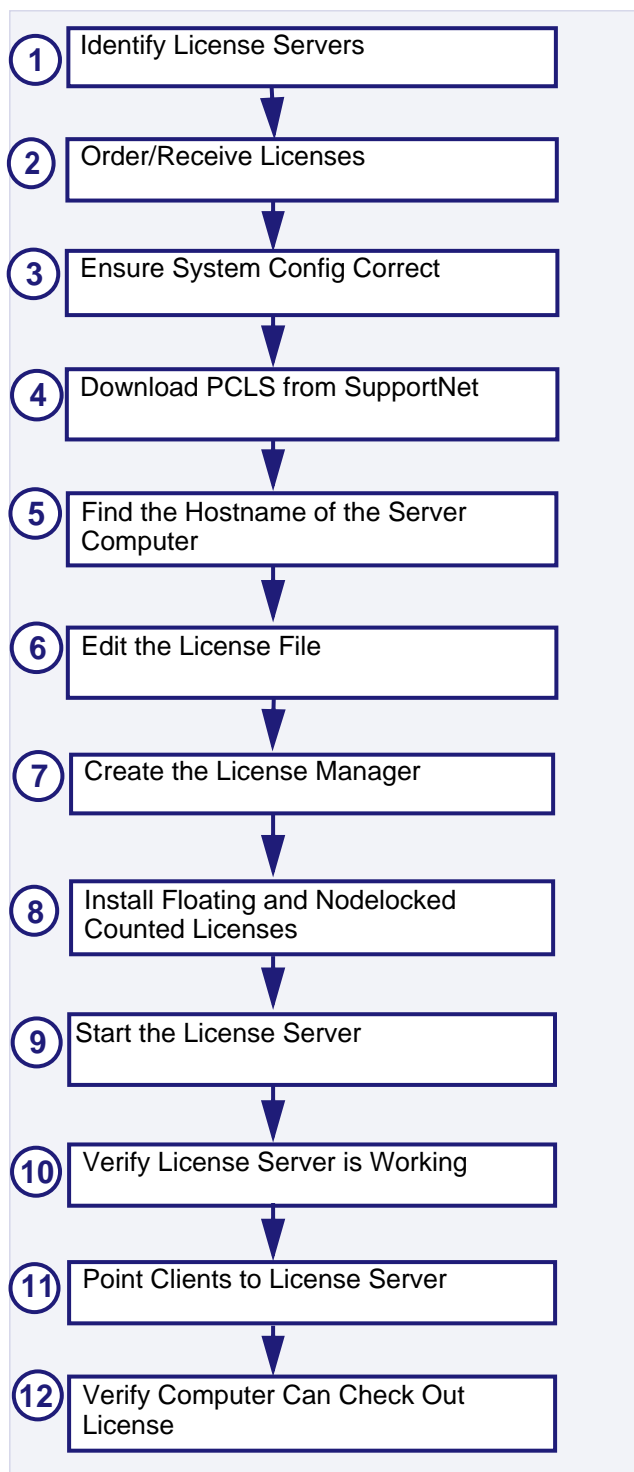 1
Identify License Servers
2
Order/Receive Licenses
3
Ensure System Config Correct
4
Download PCLS from SupportNet
5
Find the Hostname of the Server
Computer
6
Edit the License File
7
Create the License Manager
8
Install Floating and Nodelocked
Counted Licenses
9
Start the License Server
10
Verify License Server is Working
11
Point Clients to License Server
12
Verify Computer Can Check Out
License